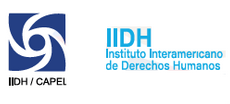 IIDH / CAPEL
IIDH
Instituto Interamericano
de Derechos Humanos